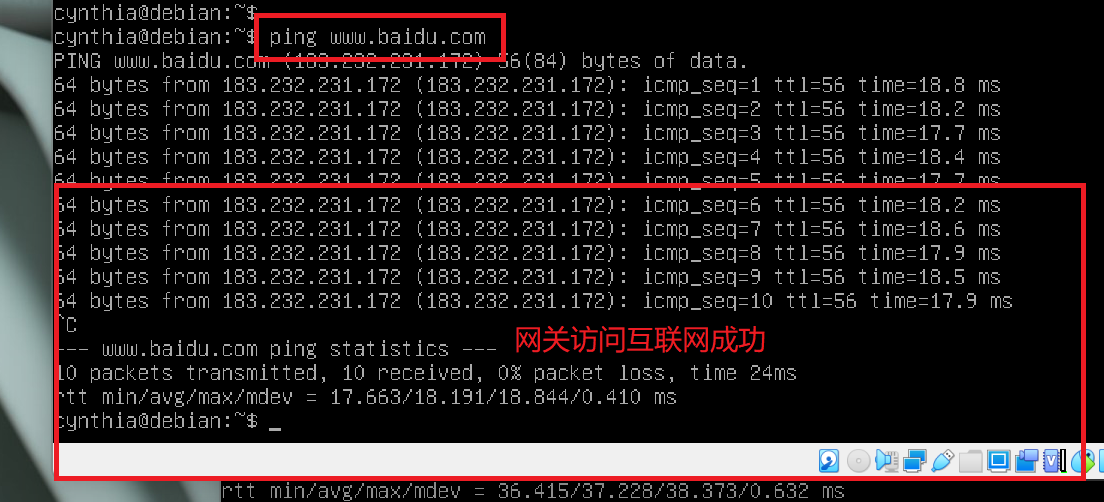 cynthia@debian:~$
cynthia@debian:~$ ping www.baidu.com
PING www.baidu.com (183.232.231.172) 56(84) bytes of data.
64 bytes from 183.232.231.172 (183.232.231.172): icmp_seq=1 ttl=56 time=18.8 ms
64 bytes from 183.232.231.172 (183.232.231.172): icmp_seq=2 ttl=56 time=18.2 ms
64 bytes from 183.232.231.172 (183.232.231.172): icmp_seq=3 ttl=56 time=17.7 ms
64 bytes from 183.232.231.172 (183.232.231.172): icmp_seq=4 ttl=56 time=18.4 ms
64 bytes from 183.232.231.172 (183.232.231.172): icmp_seq=5 ttl=56 time=17.7 ms
64 bytes from 183.232.231.172 (183.232.231.172): icmp_seq=6 ttl=56 time=18.2 ms
64 bytes from 183.232.231.172 (183.232.231.172): icmp_seq=7 ttl=56 time=18.6 ms
64 bytes from 183.232.231.172 (183.232.231.172): icmp_seq=8 ttl=56 time=17.9 ms
64 bytes from 183.232.231.172 (183.232.231.172): icmp_seq=9 ttl=56 time=18.5 ms
64 bytes from 183.232.231.172 (183.232.231.172): icmp_seq=10 ttl=56 time=17.9 ms
^C
--- www.baidu.com ping statistics ---
网关访问互联网成功
10 packets transmitted, 10 received, 0% packet loss, time 24ms
rtt min/avg/max/mdev = 17.663/18.191/18.844/0.410 ms
cynthia@debian:~$ _
rtt min/avg/max/mdev = 36.415/37.228/38.373/0.632 ms